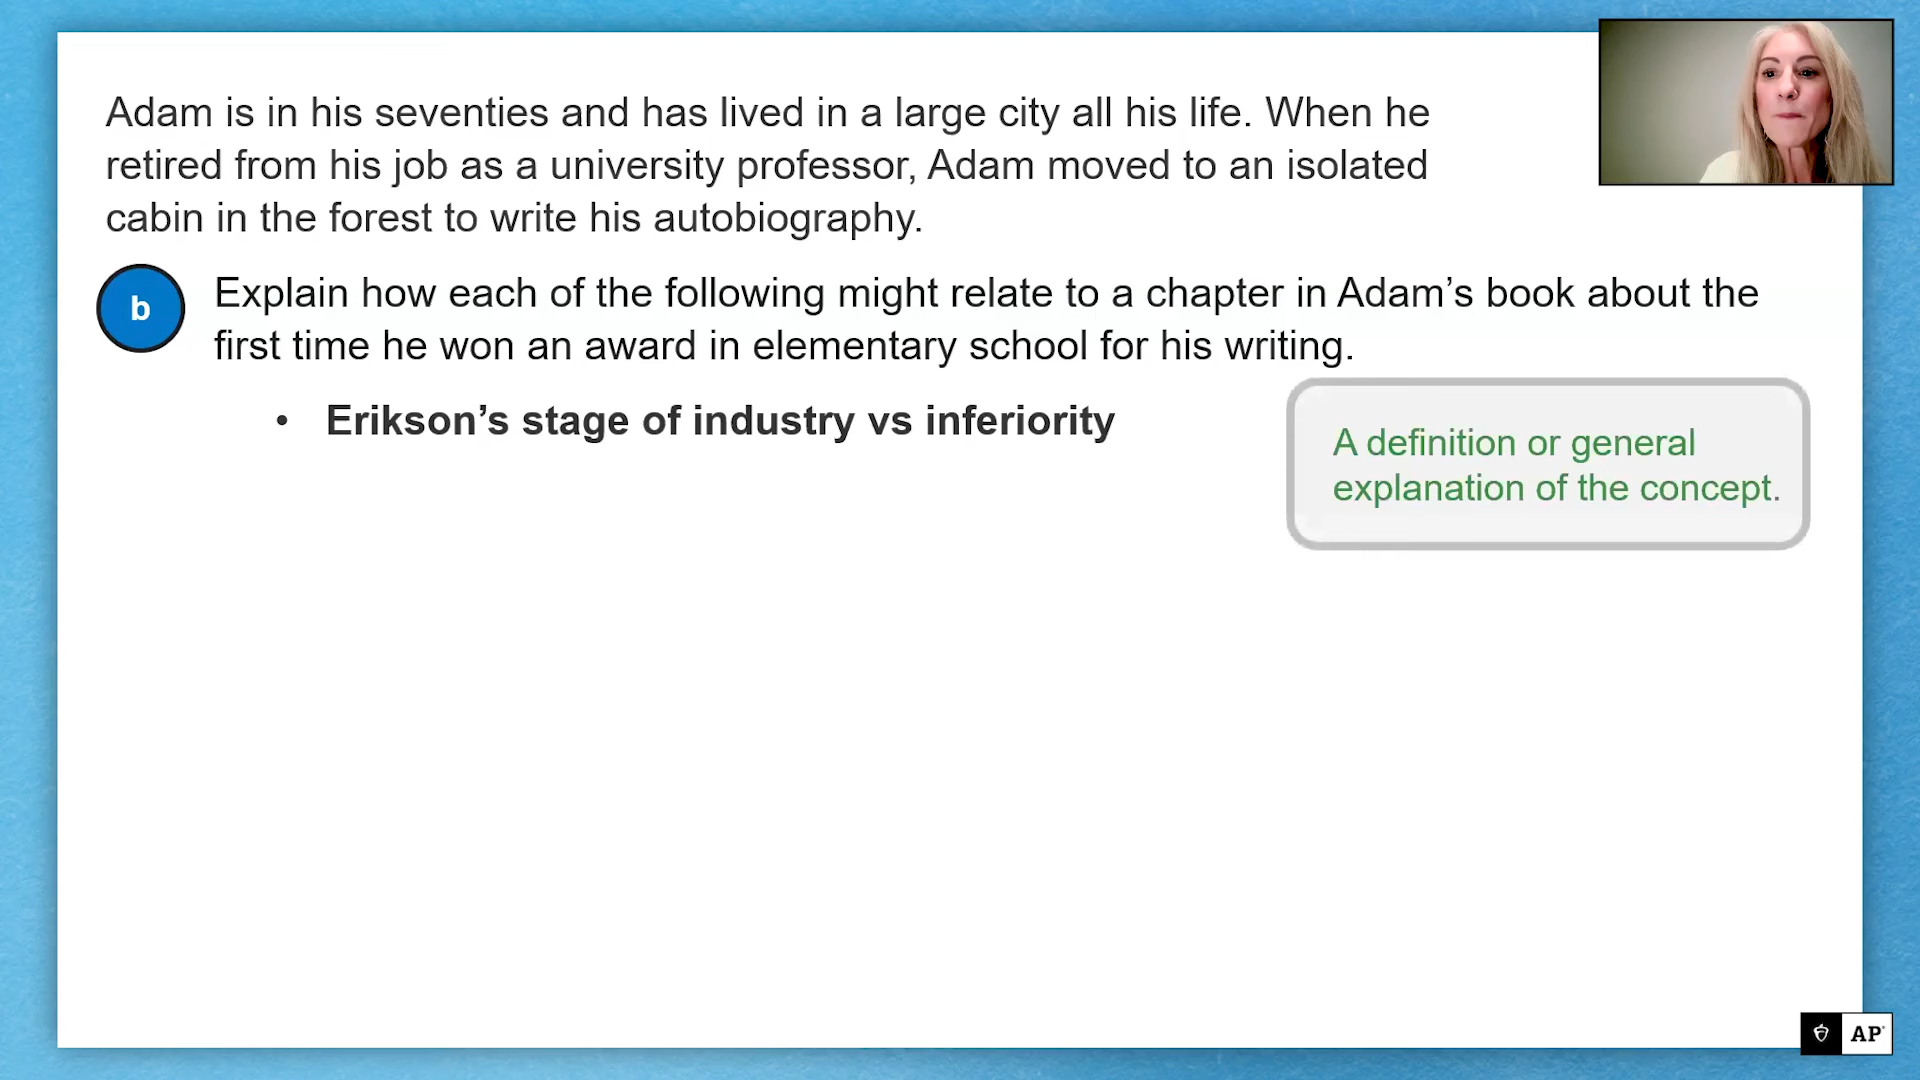 Adam is in his seventies and has lived in a large city all his life. When he
retired from his job as a university professor, Adam moved to an isolated
cabin in the forest to write his autobiography.
b
Explain how each of the following might relate to a chapter in Adam’s book about the
first time he won an award in elementary school for his writing.
• Erikson’s stage of industry vs inferiority
A definition or general
explanation of the concept.
AP